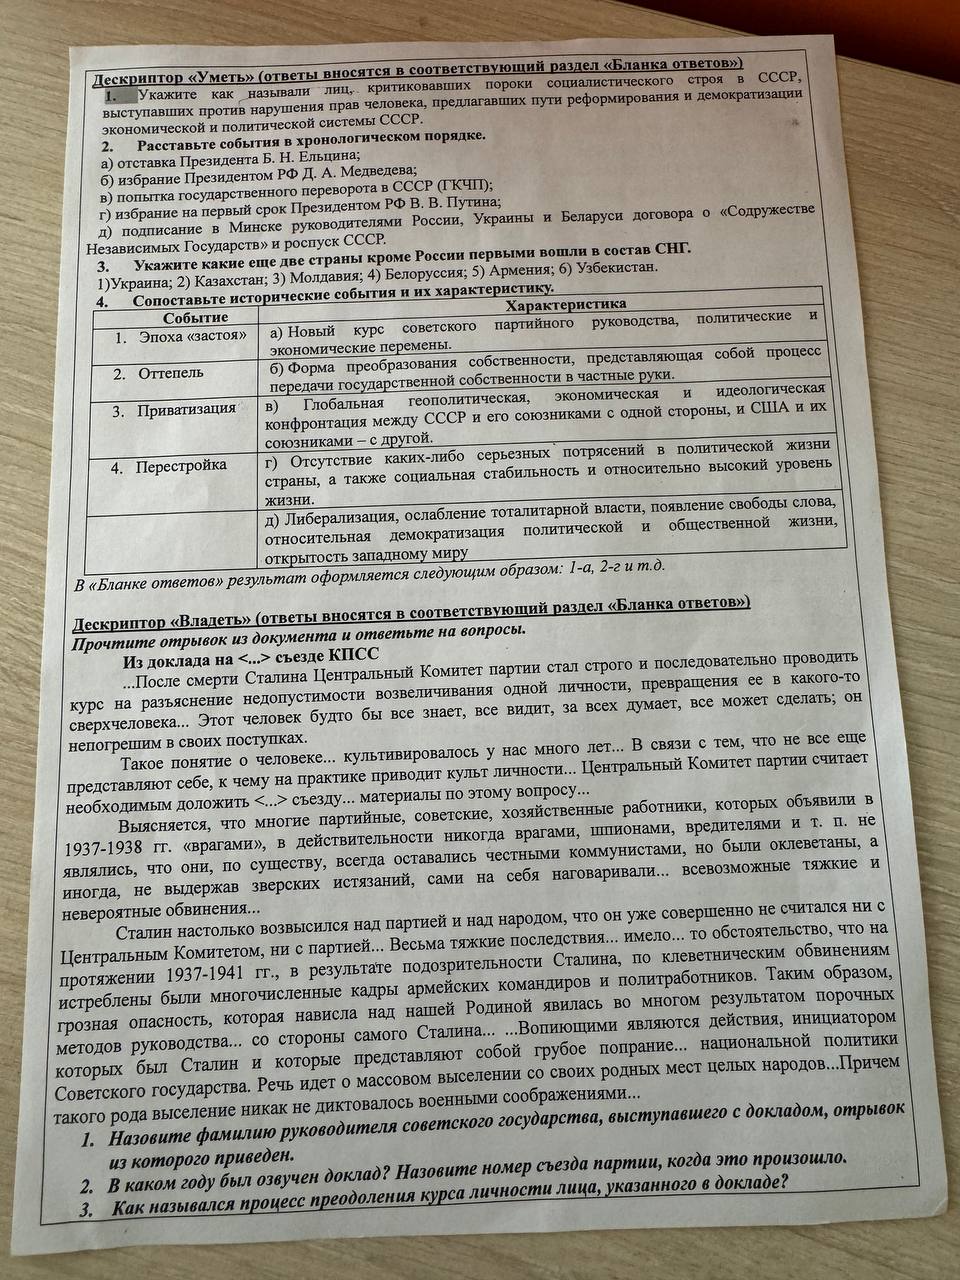 Дескриптор «Уметь» (ответы вносятся в соответствующий раздел «Бланка ответов»)
1. Укажите как называли лиц, критиковавших пороки социалистического строя в СССР,
выступавших против нарушения прав человека, предлагавших пути реформирования и демократизации
экономической и политической системы СССР.
2. Расставьте события в хронологическом порядке.
а) отставка Президента Б. Н. Ельцина;
б) избрание Президентом РФ Д. А. Медведева;
в) попытка государственного переворота в СССР (ГКЧП);
г) избрание на первый срок Президентом РФ В. В. Путина;
д) подписание в Минске руководителями России, Украины и Беларуси договора о «Содружестве
Независимых Государств» и роспуск СССР.
3. Укажите какие еще две страны кроме России первыми вошли в состав СНГ.
1)Украина; 2) Казахстан; 3) Молдавия; 4) Белоруссия; 5) Армения; 6) Узбекистан.
4. Сопоставьте исторические события и их характеристику.
Событие Характеристика
1. Эпоха «застоя» а) Новый курс советского партийного руководства, политические и
экономические перемены.
2. Оттепель б) Форма преобразования собственности, представляющая собой процесс
передачи государственной собственности в частные руки.
3. Приватизация в) Глобальная геополитическая, экономическая и идеологическая
конфронтация между СССР и его союзниками с одной стороны, и США и их
союзниками – с другой.
4. Перестройка г) Отсутствие каких-либо серьезных потрясений в политической жизни
страны, а также социальная стабильность и относительно высокий уровень
жизни.
д) Либерализация, ослабление тоталитарной власти, появление свободы слова,
относительная демократизация политической и общественной жизни,
открытость западному миру
В «Бланке ответов» результат оформляется следующим образом: 1-а, 2-г и т.д.
Дескриптор «Владеть» (ответы вносятся в соответствующий раздел «Бланка ответов»)
Прочтите отрывок из документа и ответьте на вопросы.
Из доклада на <...> съезде КПСС
...После смерти Сталина Центральный Комитет партии стал строго и последовательно проводить
курс на разъяснение недопустимости возвеличивания одной личности, превращения ее в какого-то
сверхчеловека... Этот человек будто бы все знает, все видит, за всех думает, все может сделать; он
непогрешим в своих поступках.
Такое понятие о человеке... культивировалось у нас много лет... В связи с тем, что не все еще
представляют себе, к чему на практике приводит культ личности... Центральный Комитет партии считает
необходимым доложить <...> съезду... материалы по этому вопросу...
Выясняется, что многие партийные, советские, хозяйственные работники, которых объявили в
1937-1938 гг. «врагами», в действительности никогда врагами, шпионами, вредителями и т. п. не
являлись, что они, по существу, всегда оставались честными коммунистами, но были оклеветаны, а
иногда, не выдержав зверских истязаний, сами на себя наговаривали... всевозможные тяжкие и
невероятные обвинения...
Сталин настолько возвысился над партией и над народом, что он уже совершенно не считался ни с
Центральным Комитетом, ни с партией... Весьма тяжкие последствия... имело... то обстоятельство, что на
протяжении 1937-1941 гг., в результате подозрительности Сталина, по клеветническим обвинениям
истреблены были многочисленные кадры армейских командиров и политработников. Таким образом,
грозная опасность, которая нависла над нашей Родиной явилась во многом результатом порочных
методов руководства... со стороны самого Сталина... ...Вопиющими являются действия, инициатором
которых был Сталин и которые представляют собой грубое попрание... национальной политики
Советского государства. Речь идет о массовом выселении со своих родных мест целых народов...Причем
такого рода выселение никак не диктовалось военными соображениями...
1. Назовите фамилию руководителя советского государства, выступавшего с докладом, отрывок
из которого приведен.
2. В каком году был озвучен доклад? Назовите номер съезда партии, когда это произошло.
3. Как назывался процесс преодоления курса личности лица, указанного в докладе?